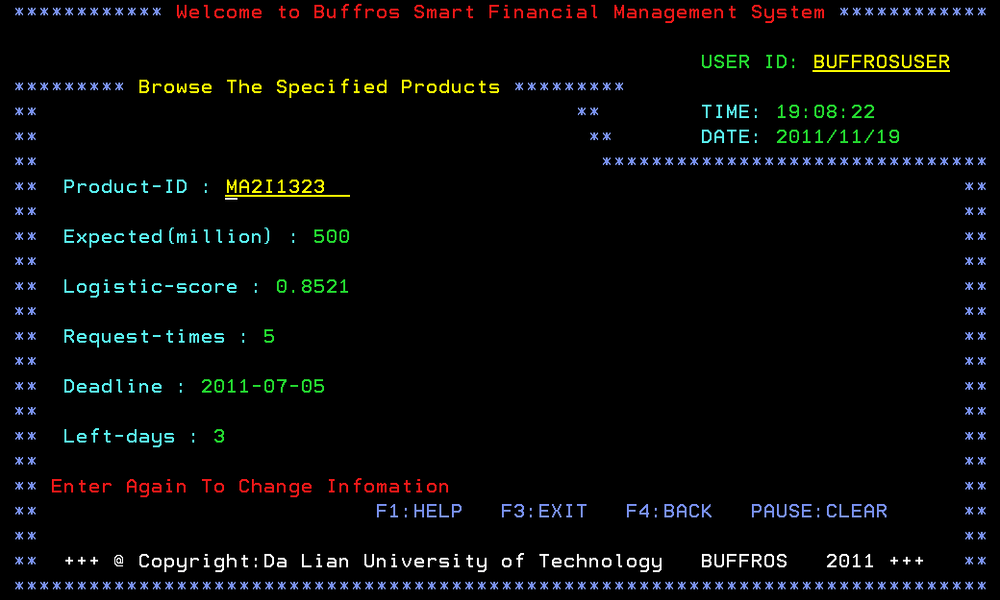 ************ Welcome to Buffros Smart Financial Management System ************
USER ID: BUFFROSUSER
********* Browse The Specified Products *********
** ** TIME: 19:08:22
** ** DATE: 2011/11/19
** *******************************
** Product-ID : MA2I1323 **
** **
** Expected(million) : 500 **
** **
** Logistic-score : 0.8521 **
** **
** Request-times : 5 **
** **
** Deadline : 2011-07-05 **
** **
** Left-days : 3 **
** **
** Enter Again To Change Infomation **
** F1:HELP F3:EXIT F4:BACK PAUSE:CLEAR **
** **
** +++ @ Copyright:Da Lian University of Technology BUFFROS 2011 +++ **
*******************************************************************************